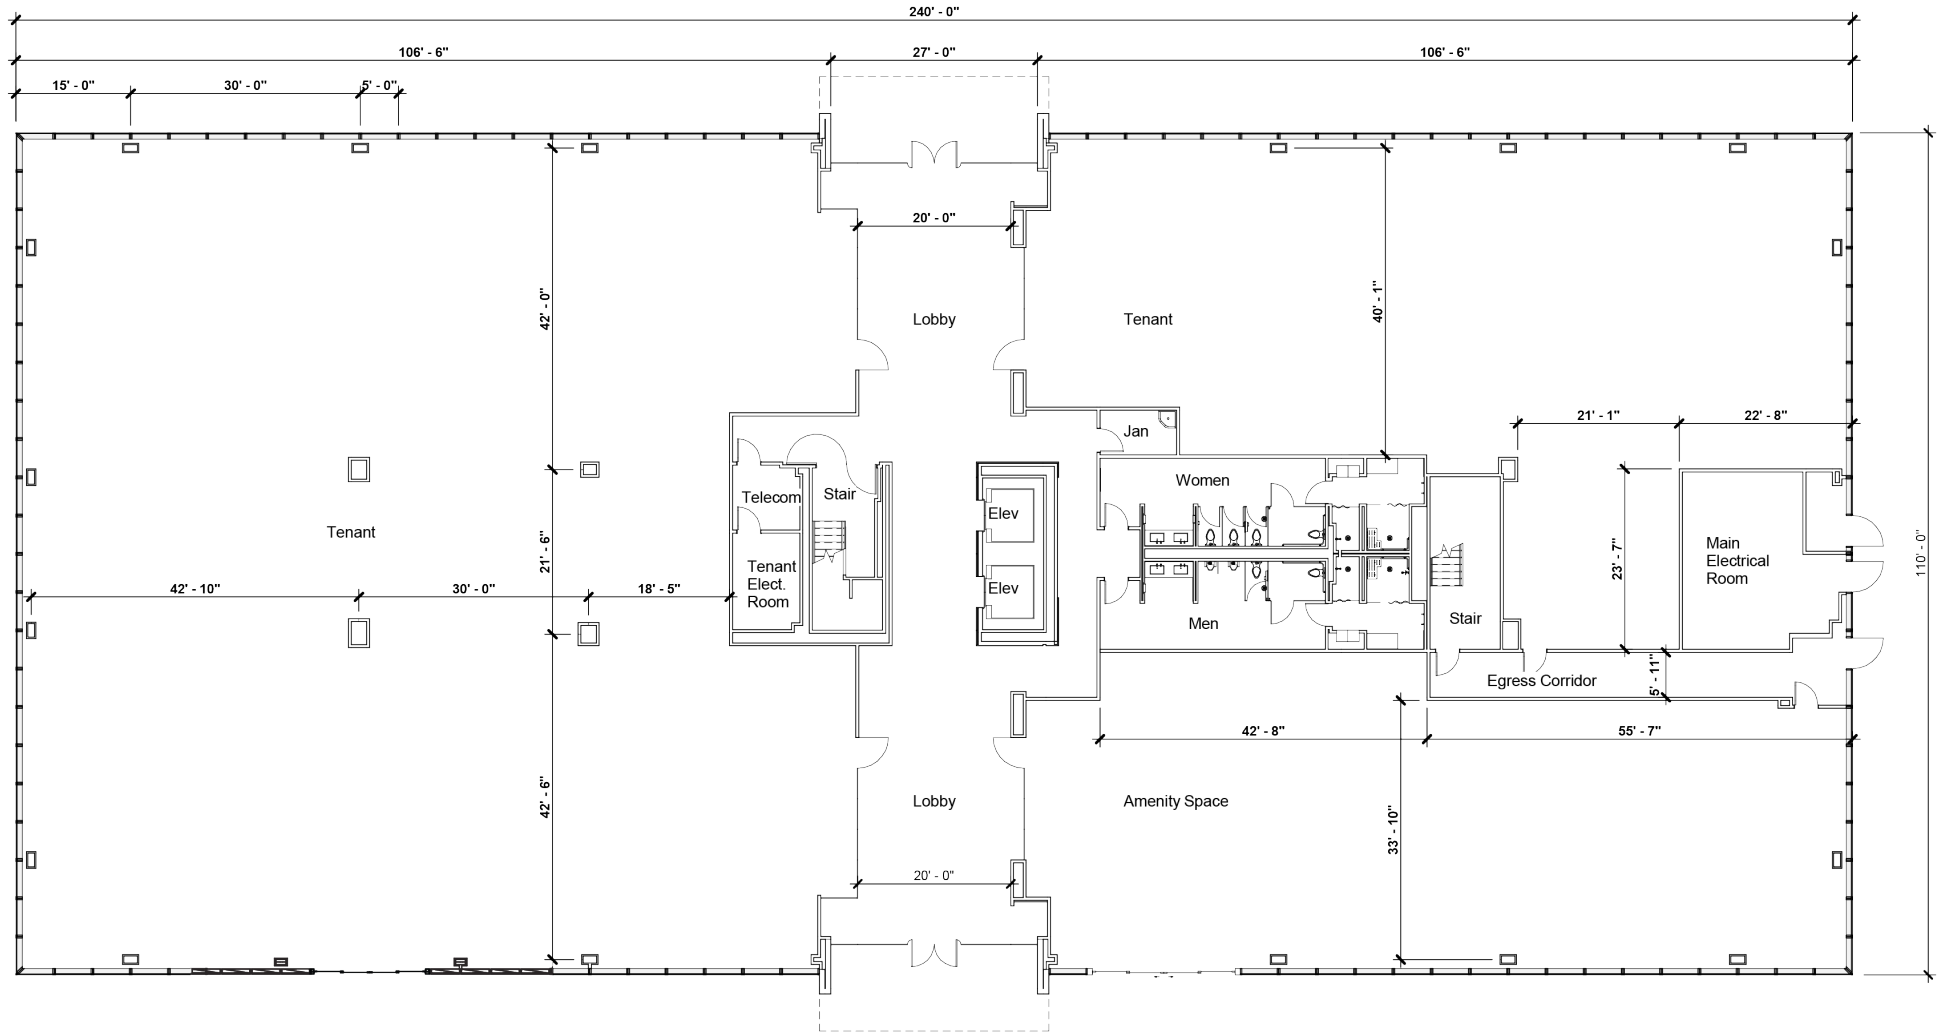 240' - 0"
106' - 6"
27' - 0"
106' - 6"
15' - 0"
30' - 0"
5' - 0"
20' - 0"
42' - 0"
40' - 1"
Lobby
Tenant
21' - 1"
22' - 8"
Jan
Women
Telecom
Stair
Elev
Tenant
21' - 6"
Main
Electrical
Room
23' - 7"
110' - 0"
Tenant
Elect.
Room
42' - 10"
30' - 0"
18' - 5"
Elev
Men
Stair
Egress Corridor
5' - 11"
42' - 8"
55' - 7"
42' - 6"
Lobby
Amenity Space
33' - 10"
20' - 0"